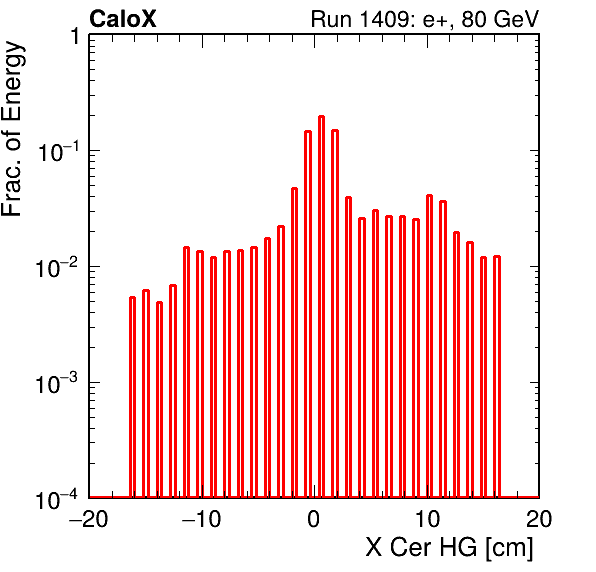 CaloX Run 1409: e+, 80 GeV
Frac. of Energy
1
10⁻¹
10⁻²
10⁻³
10⁻⁴
−20 −10 0 10 20
X Cer HG [cm]